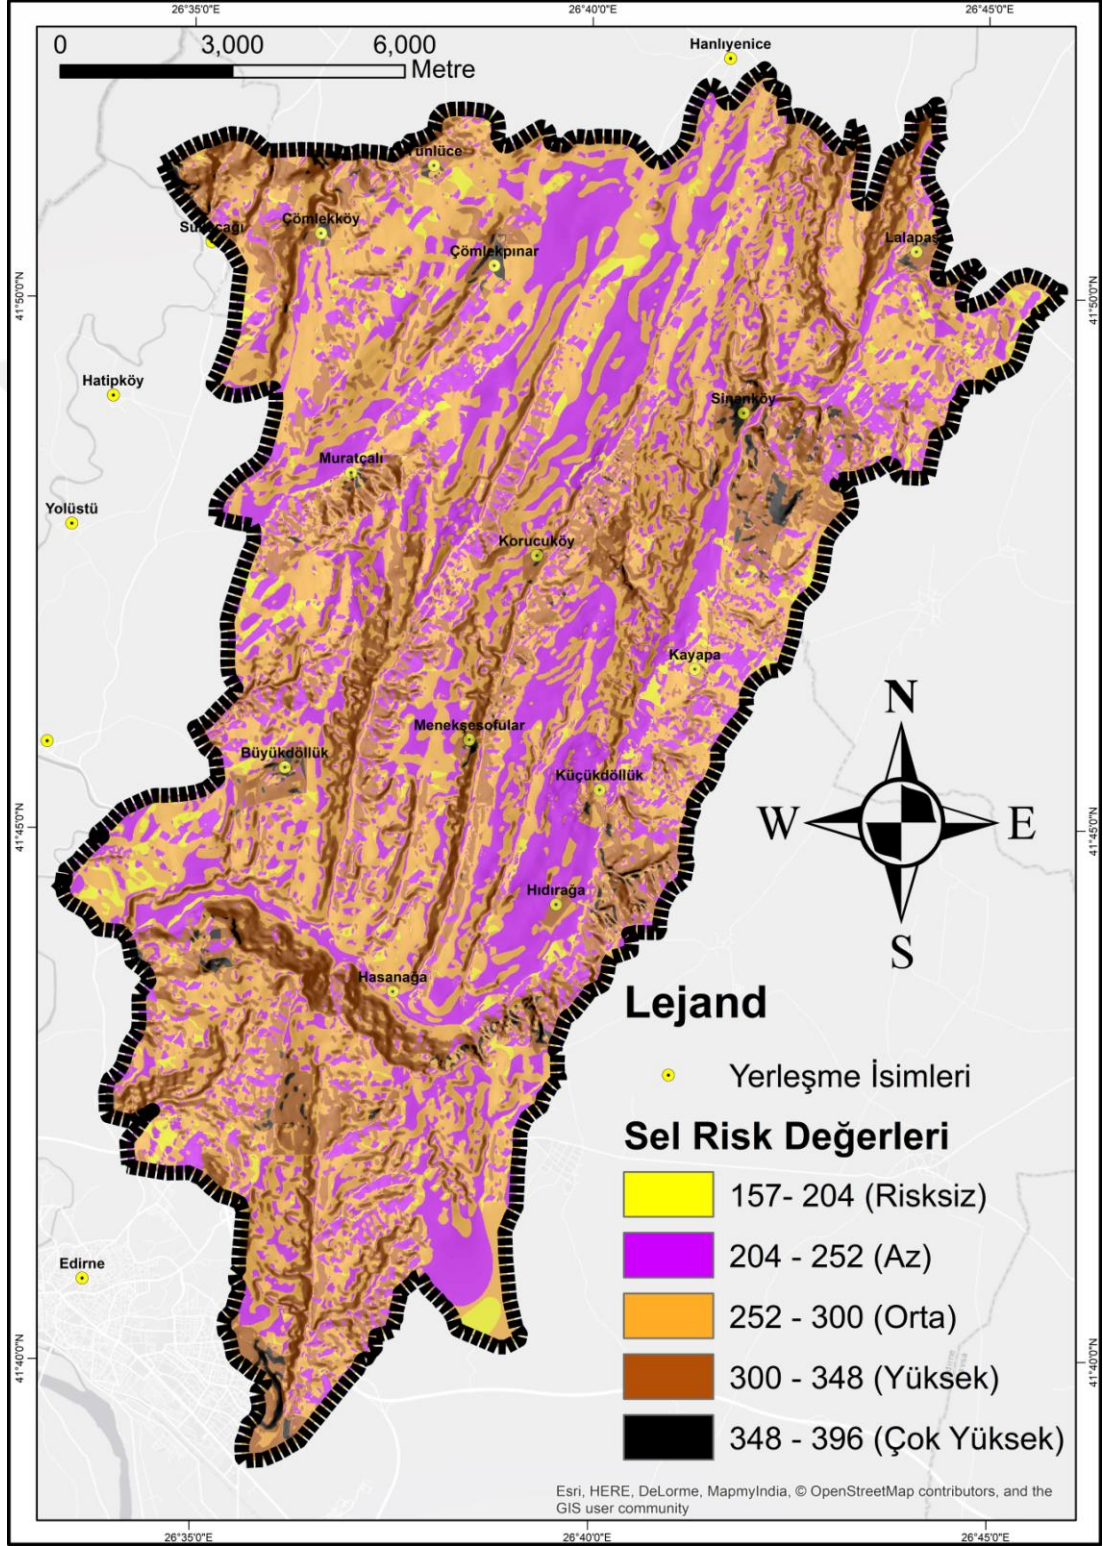 26°35'0"E
26°40'0"E
26°45'0"E
0 3,000 6,000
Metre
Hanlıyenice
ünlüce
Çömlekköy
Lalapaş
Çömlekpınar
41°50'0"N
41°50'0"N
Hatipköy
Sinanköy
Muratçalı
Yolüstü
Korucuköy
Kayapa
N
Menekşesofular
Büyükdöllük
Küçükdöllük
W E
41°45'0"N
41°45'0"N
Hıdırağa
S
Hasanağa
Lejand
Yerleşme İsimleri
Sel Risk Değerleri
157- 204 (Risksiz)
204 - 252 (Az)
Edirne
252 - 300 (Orta)
41°40'0"N
41°40'0"N
300 - 348 (Yüksek)
348 - 396 (Çok Yüksek)
Esri, HERE, DeLorme, MapmyIndia, © OpenStreetMap contributors, and the
GIS user community
26°35'0"E
26°40'0"E
26°45'0"E